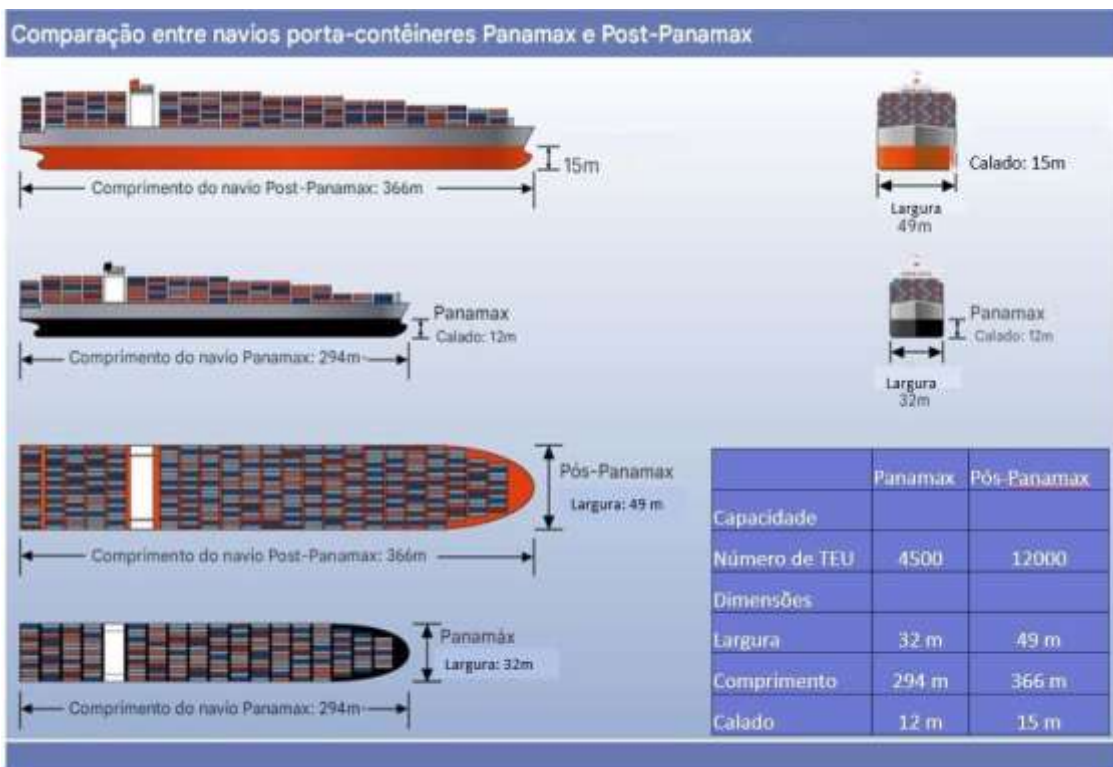 Comparação entre navios porta-contêineres Panamax e Post-Panamax
15m
Comprimento do navio Post-Panamax: 366m
Calado: 15m
Largura
49m
Panamax
Calado: 12m
Comprimento do navio Panamax: 294m
Panamax
Calado: 12m
Largura
32m
Pós-Panamax
Largura: 49 m
Comprimento do navio Post-Panamax: 366m
Panamáx
Largura: 32m
Comprimento do navio Panamax: 294m
Panamax Pós-Panamax
Capacidade
Número de TEU 4500 12000
Dimensões
Largura 32 m 49 m
Comprimento 294 m 366 m
Calado 12 m 15 m